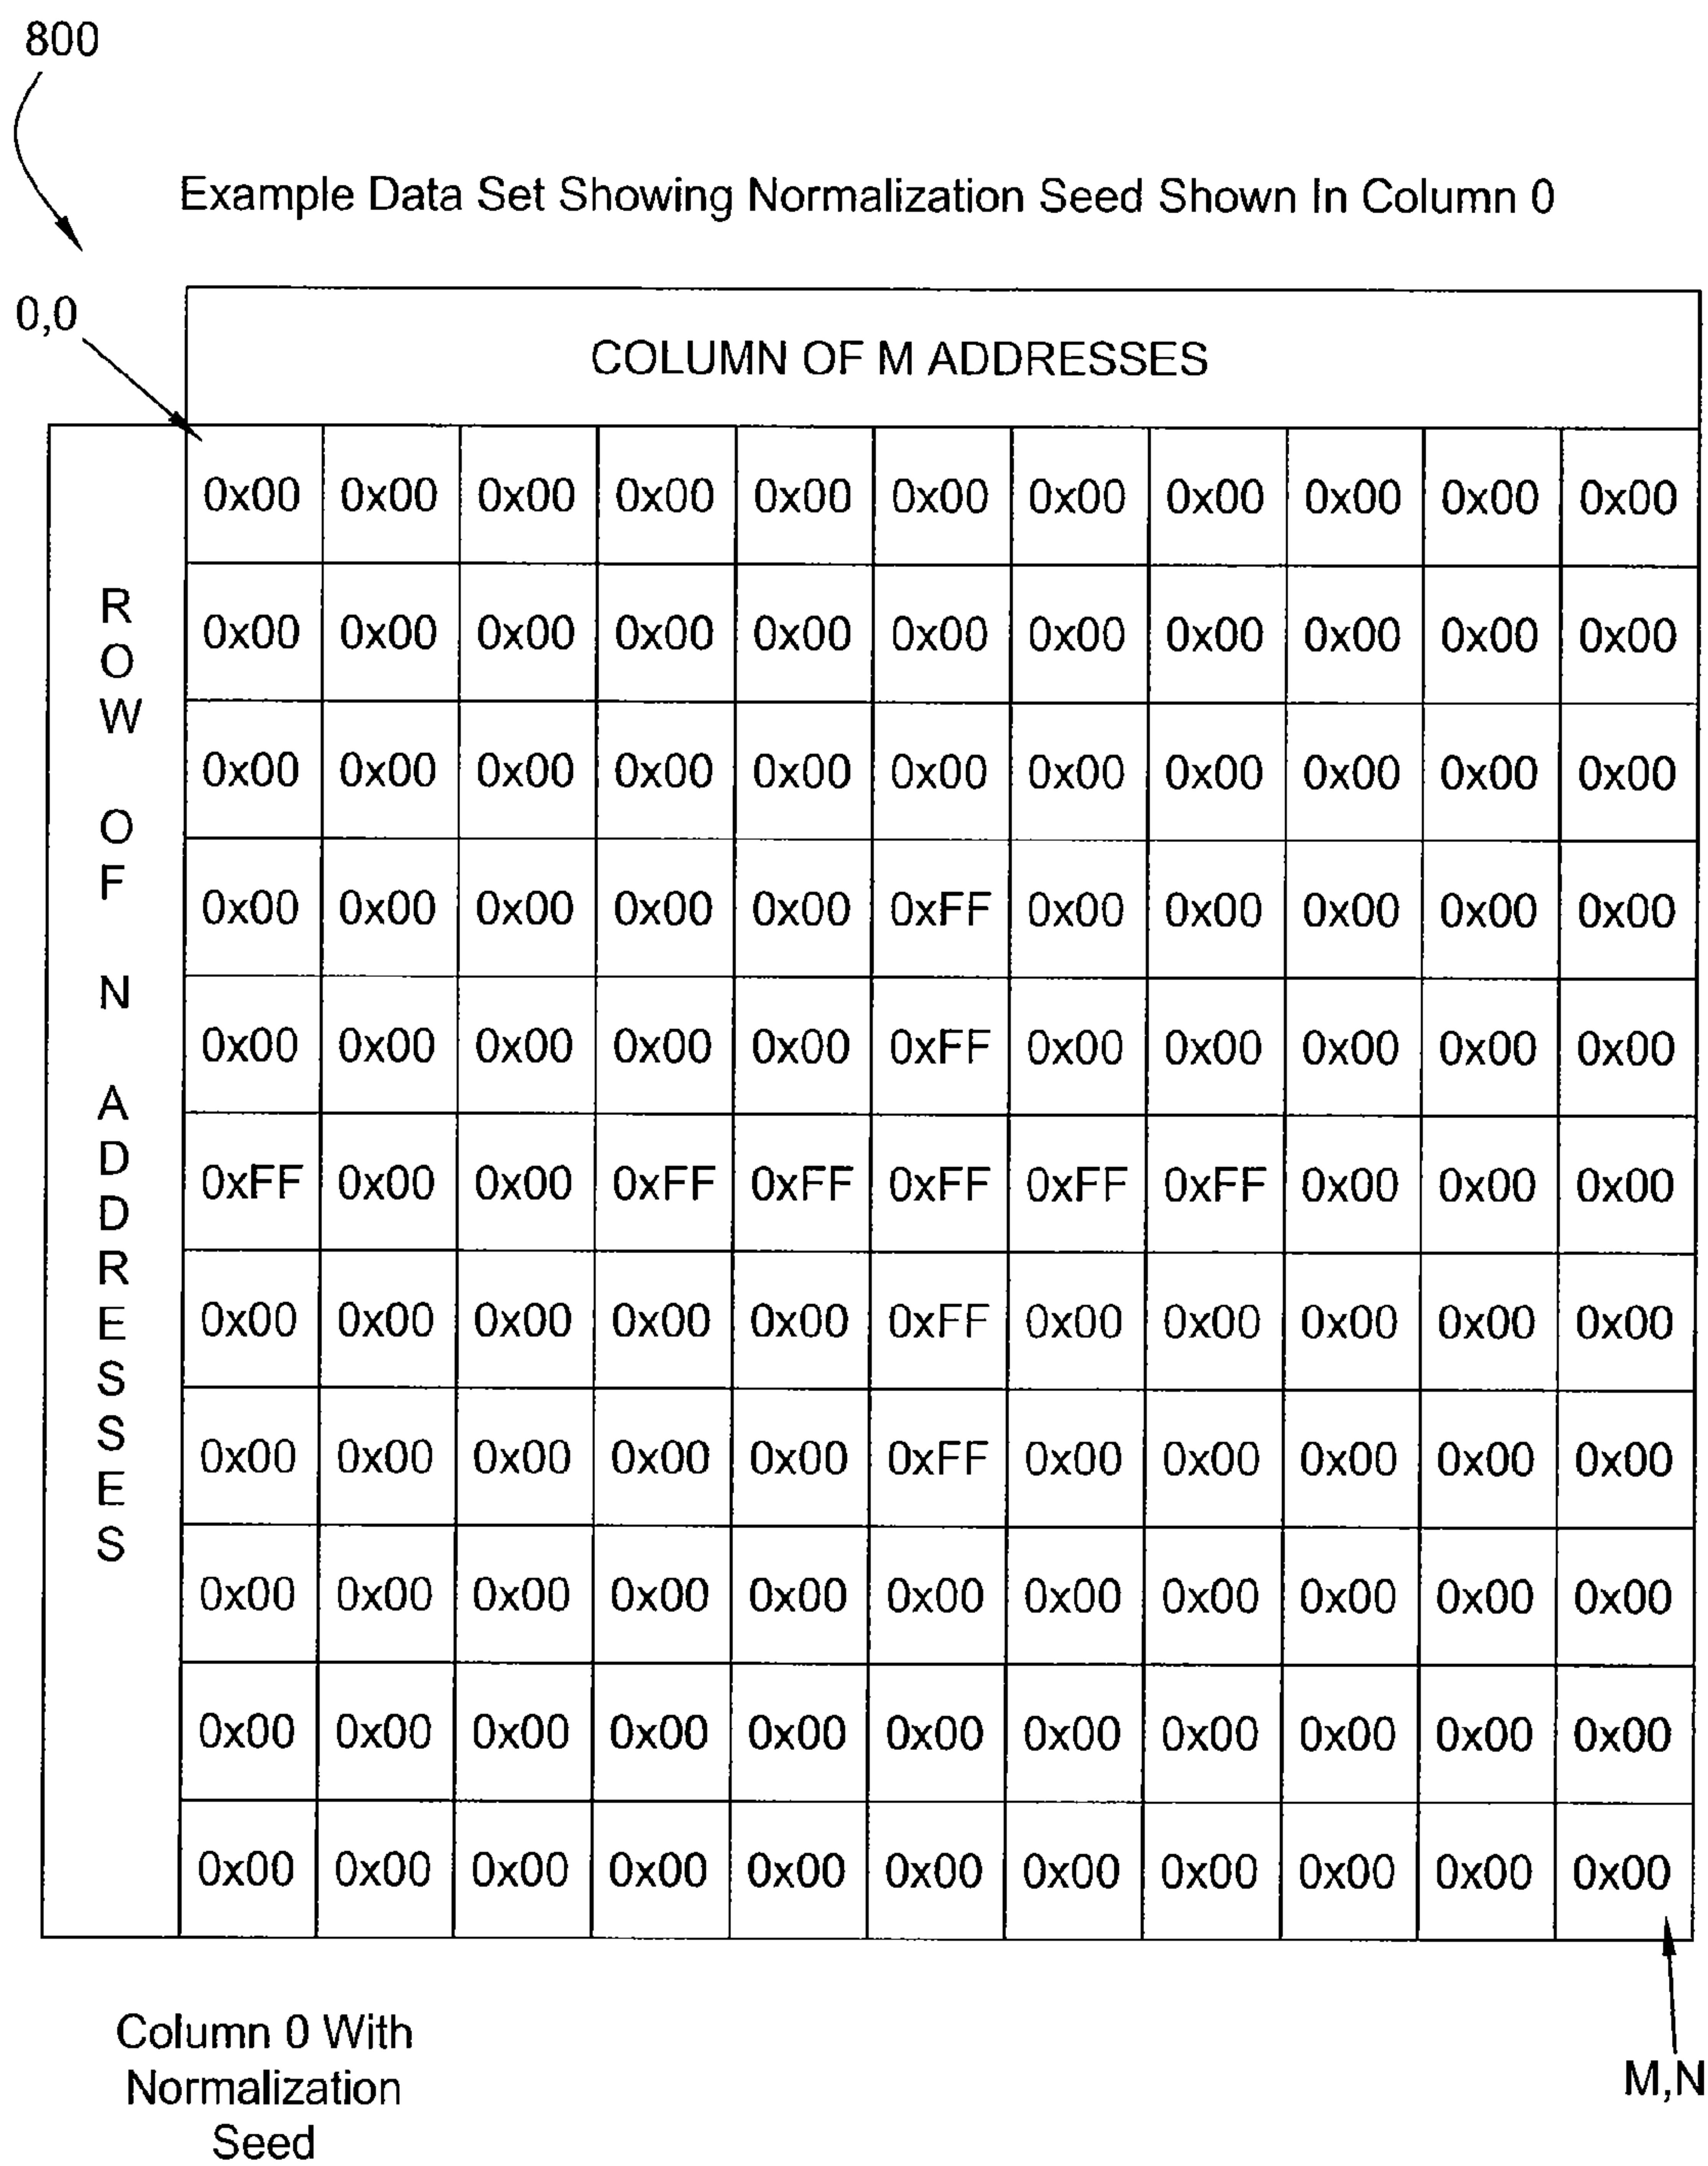 800
Example Data Set Showing Normalization Seed Shown In Column 0
0,0
COLUMN OF M ADDRESSES
ROW OF N ADDRESSES
0x00 0x00 0x00 0x00 0x00 0x00 0x00 0x00 0x00 0x00 0x00
0x00 0x00 0x00 0x00 0x00 0x00 0x00 0x00 0x00 0x00 0x00
0x00 0x00 0x00 0x00 0x00 0x00 0x00 0x00 0x00 0x00 0x00
0x00 0x00 0x00 0x00 0x00 0xFF 0x00 0x00 0x00 0x00 0x00
0x00 0x00 0x00 0x00 0x00 0xFF 0x00 0x00 0x00 0x00 0x00
0xFF 0x00 0x00 0xFF 0xFF 0xFF 0xFF 0xFF 0x00 0x00 0x00
0x00 0x00 0x00 0x00 0x00 0xFF 0x00 0x00 0x00 0x00 0x00
0x00 0x00 0x00 0x00 0x00 0xFF 0x00 0x00 0x00 0x00 0x00
0x00 0x00 0x00 0x00 0x00 0x00 0x00 0x00 0x00 0x00 0x00
0x00 0x00 0x00 0x00 0x00 0x00 0x00 0x00 0x00 0x00 0x00
0x00 0x00 0x00 0x00 0x00 0x00 0x00 0x00 0x00 0x00 0x00
Column 0 With
Normalization
Seed
M,N